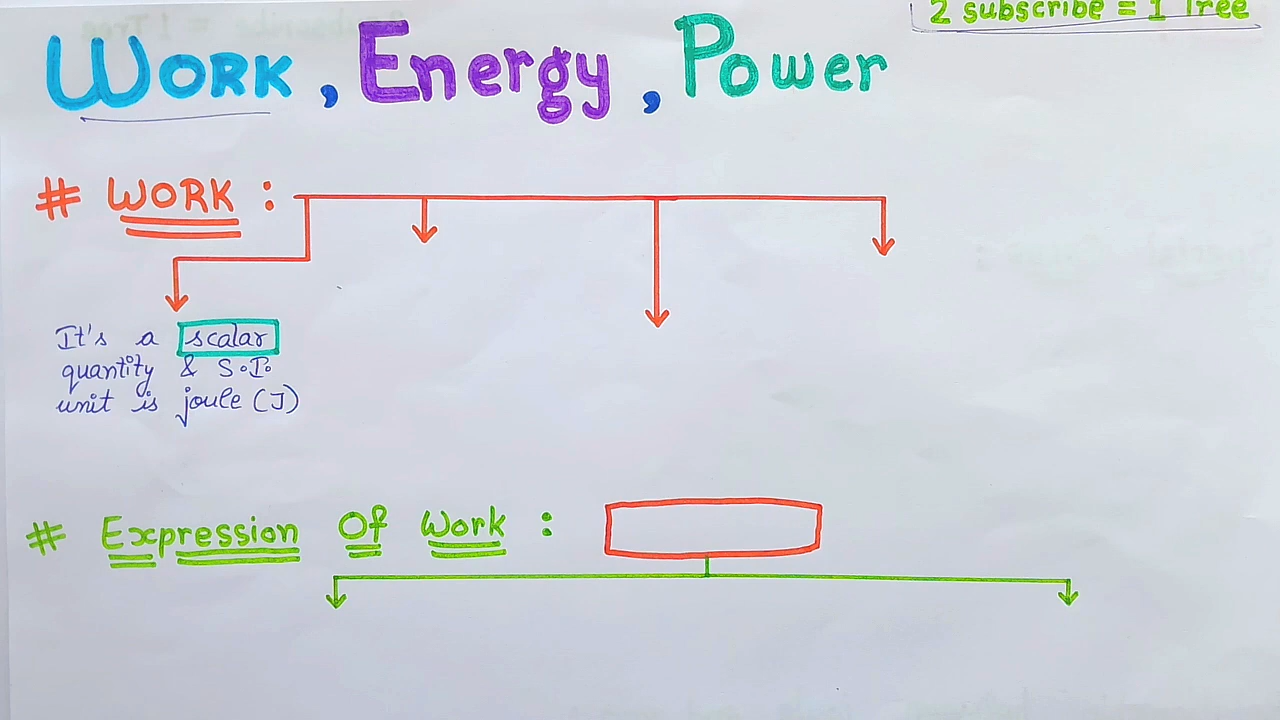 2 subscribe = 1 Tree
WORK, Energy, Power
# WORK :
It's a scalar
quantity & S.I.
unit is joule (J)
# Expression Of Work :